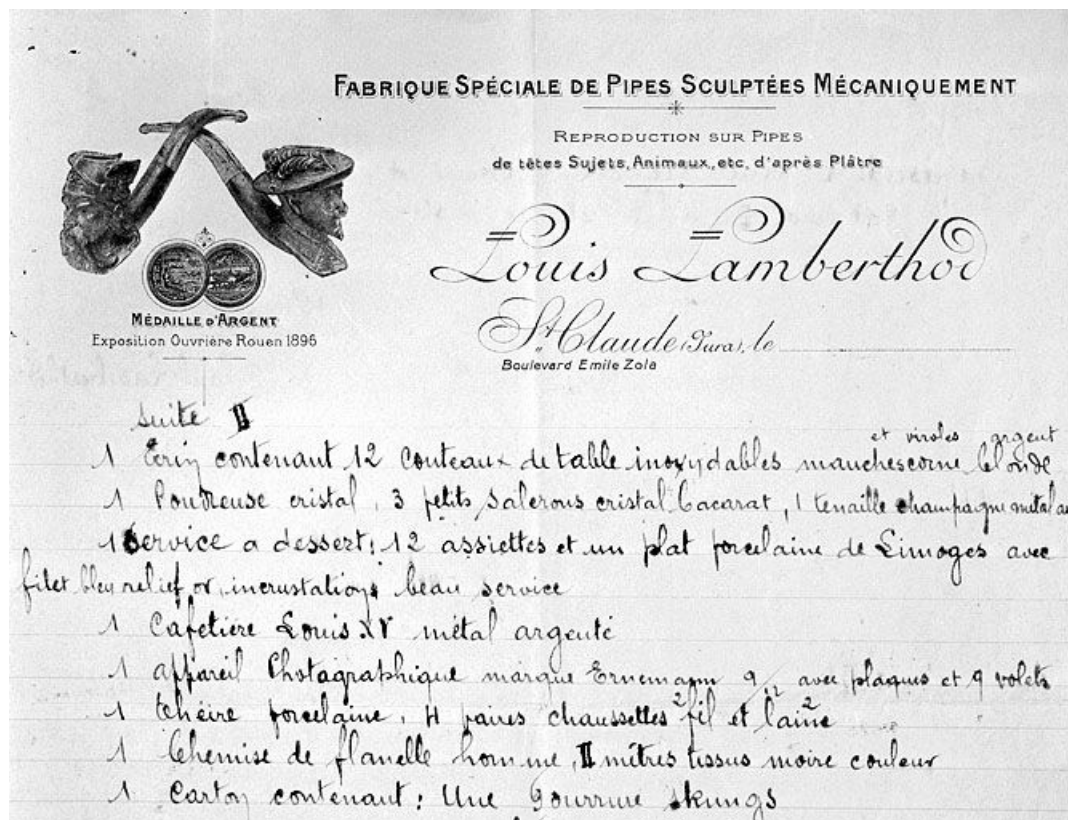 FABRIQUE SPÉCIALE DE PIPES SCULPTÉES MÉCANIQUEMENT
REPRODUCTION SUR PIPES
de têtes Sujets, Animaux, etc, d'après Plâtre
Louis Lamberthod
St Claude (Jura), le
Boulevard Emile Zola
MÉDAILLE D'ARGENT
Exposition Ouvrière Rouen 1896
suite II
et viroles argent
1 Ecrin contenant 12 Couteaux de table inoxydables manches corne blonde
1 Poudreuse cristal, 3 petits salerons cristal Bacarat, 1 tenaille champagne métal
1 Service a dessert: 12 assiettes et un plat porcelaine de Limoges avec
filet bleu relief or, incrustations beau service
1 Cafetière Louis XV métal argenté
1 appareil Photagraphique marque Ernemann 9/12 avec plaques et 9 volets
1 théire porcelaine, 4 paires chaussettes 2 fil et 2 laine
1 Chemise de flanelle homme, II mètres tissus moire couleur
1 Carton contenant: Une skungs